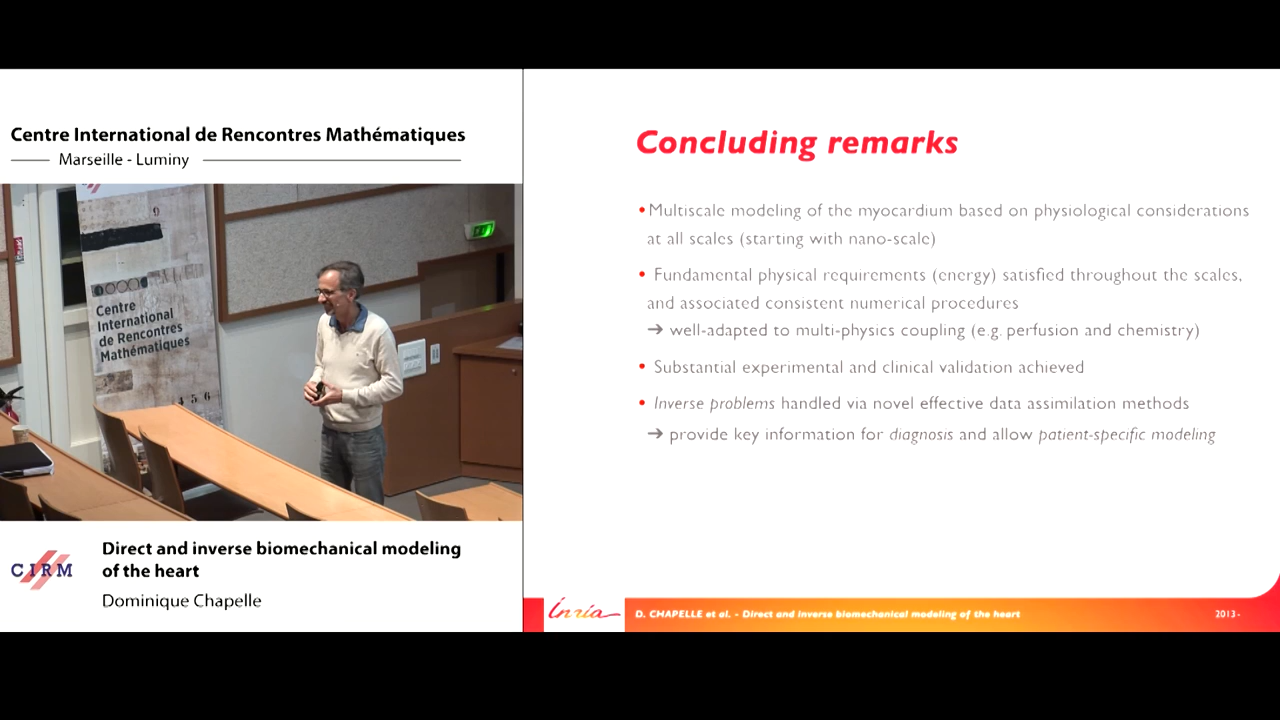 Centre International de Rencontres Mathématiques
Marseille - Luminy
Centre
International
de Rencontres
Mathématiques
4 5 6
CIRM
Direct and inverse biomechanical modeling
of the heart
Dominique Chapelle
Concluding remarks
• Multiscale modeling of the myocardium based on physiological considerations
at all scales (starting with nano-scale)
• Fundamental physical requirements (energy) satisfied throughout the scales,
and associated consistent numerical procedures
➔ well-adapted to multi-physics coupling (e.g. perfusion and chemistry)
• Substantial experimental and clinical validation achieved
• Inverse problems handled via novel effective data assimilation methods
➔ provide key information for diagnosis and allow patient-specific modeling
Inria
D. CHAPELLE et al. - Direct and inverse biomechanical modeling of the heart
2013-